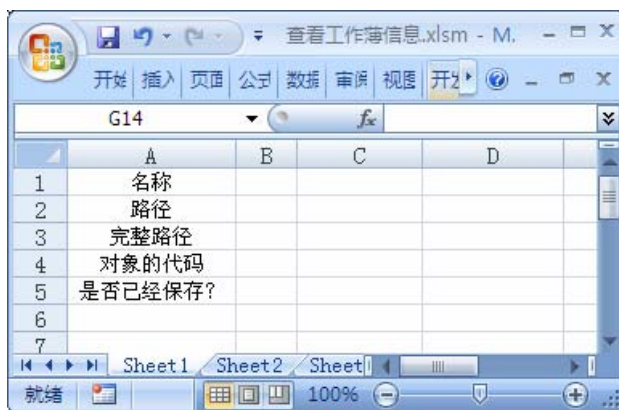 查看工作薄信息.xlsm - M.
开始 插入 页面 公式 数据 审阅 视图 开发
G14 fx
A B C D
1 名称
2 路径
3 完整路径
4 对象的代码
5 是否已经保存?
6
7
Sheet1 Sheet2 Sheet
就绪 100%